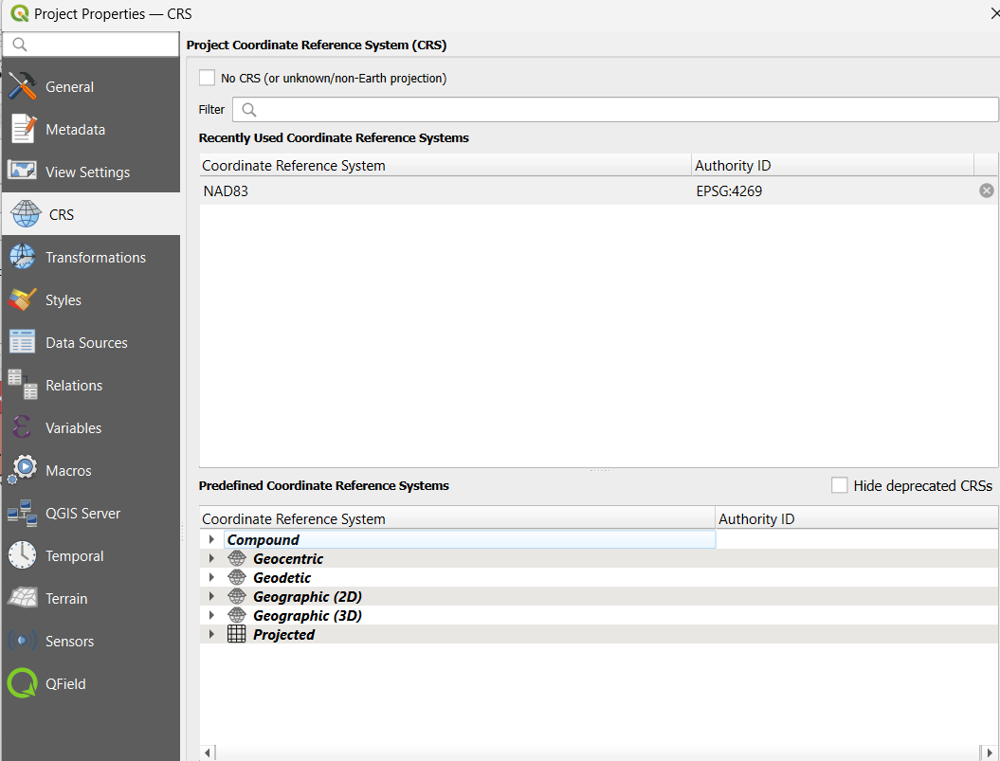 Project Properties — CRS
Project Coordinate Reference System (CRS)
General
Metadata
View Settings
CRS
Transformations
Styles
Data Sources
Relations
Variables
Macros
QGIS Server
Temporal
Terrain
Sensors
QField
No CRS (or unknown/non-Earth projection)
Filter
Recently Used Coordinate Reference Systems
Coordinate Reference System Authority ID
NAD83 EPSG:4269
Predefined Coordinate Reference Systems Hide deprecated CRSs
Coordinate Reference System Authority ID
Compound
Geocentric
Geodetic
Geographic (2D)
Geographic (3D)
Projected